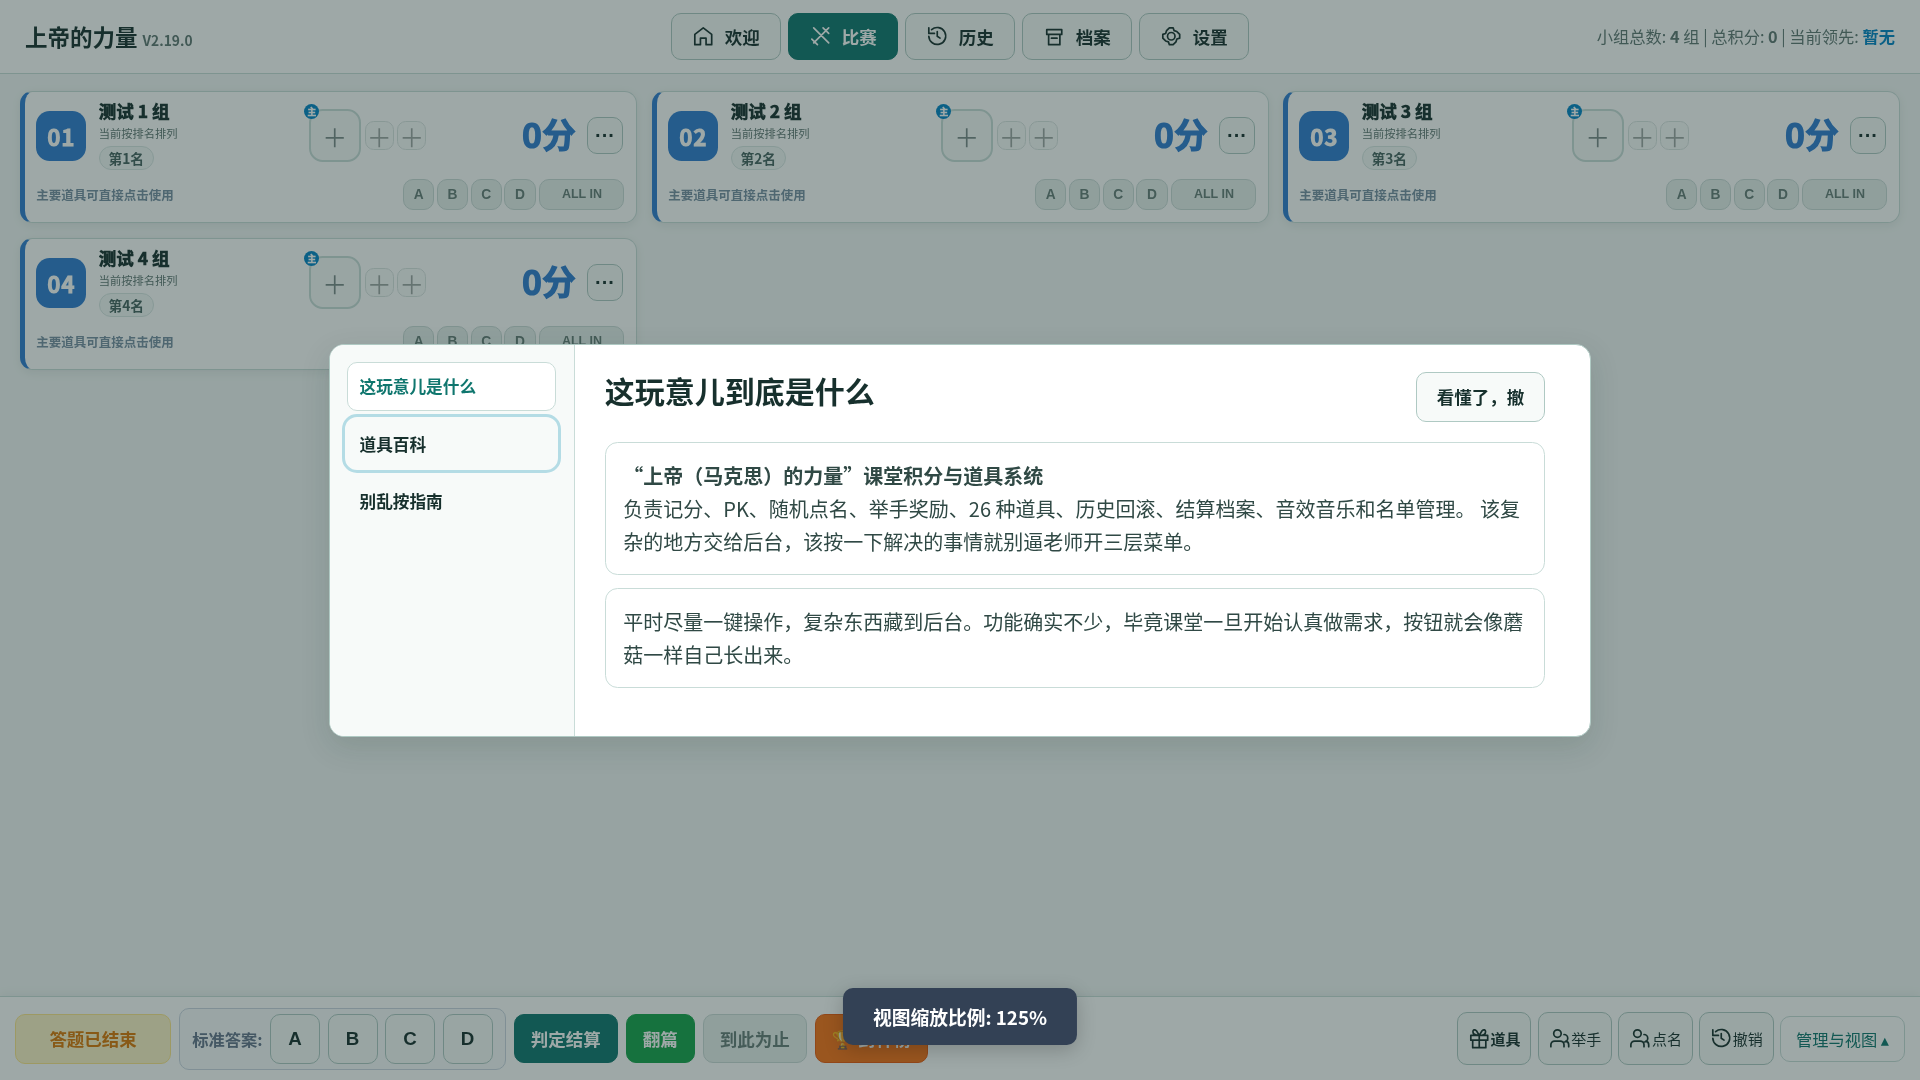 上帝的力量 V2.19.0
欢迎
比赛
历史
档案
设置
小组总数: 4 组 | 总积分: 0 | 当前领先: 暂无
01
测试 1 组
当前按排名排列
第1名
主
0分
...
主要道具可直接点击使用
A
B
C
D
ALL IN
02
测试 2 组
当前按排名排列
第2名
主
0分
...
主要道具可直接点击使用
A
B
C
D
ALL IN
03
测试 3 组
当前按排名排列
第3名
主
0分
...
主要道具可直接点击使用
A
B
C
D
ALL IN
04
测试 4 组
当前按排名排列
第4名
主
0分
...
主要道具可直接点击使用
A
B
C
D
ALL IN
这玩意儿是什么
道具百科
别乱按指南
这玩意儿到底是什么
看懂了，撤
“上帝（马克思）的力量”课堂积分与道具系统
负责记分、PK、随机点名、举手奖励、26 种道具、历史回滚、结算档案、音效音乐和名单管理。 该复
杂的地方交给后台，该按一下解决的事情就别逼老师开三层菜单。
平时尽量一键操作，复杂东西藏到后台。功能确实不少，毕竟课堂一旦开始认真做需求，按钮就会像蘑
菇一样自己长出来。
视图缩放比例: 125%
答题已结束
标准答案:
A
B
C
D
判定结算
翻篇
到此为止
道具
举手
点名
撤销
管理与视图 ▴